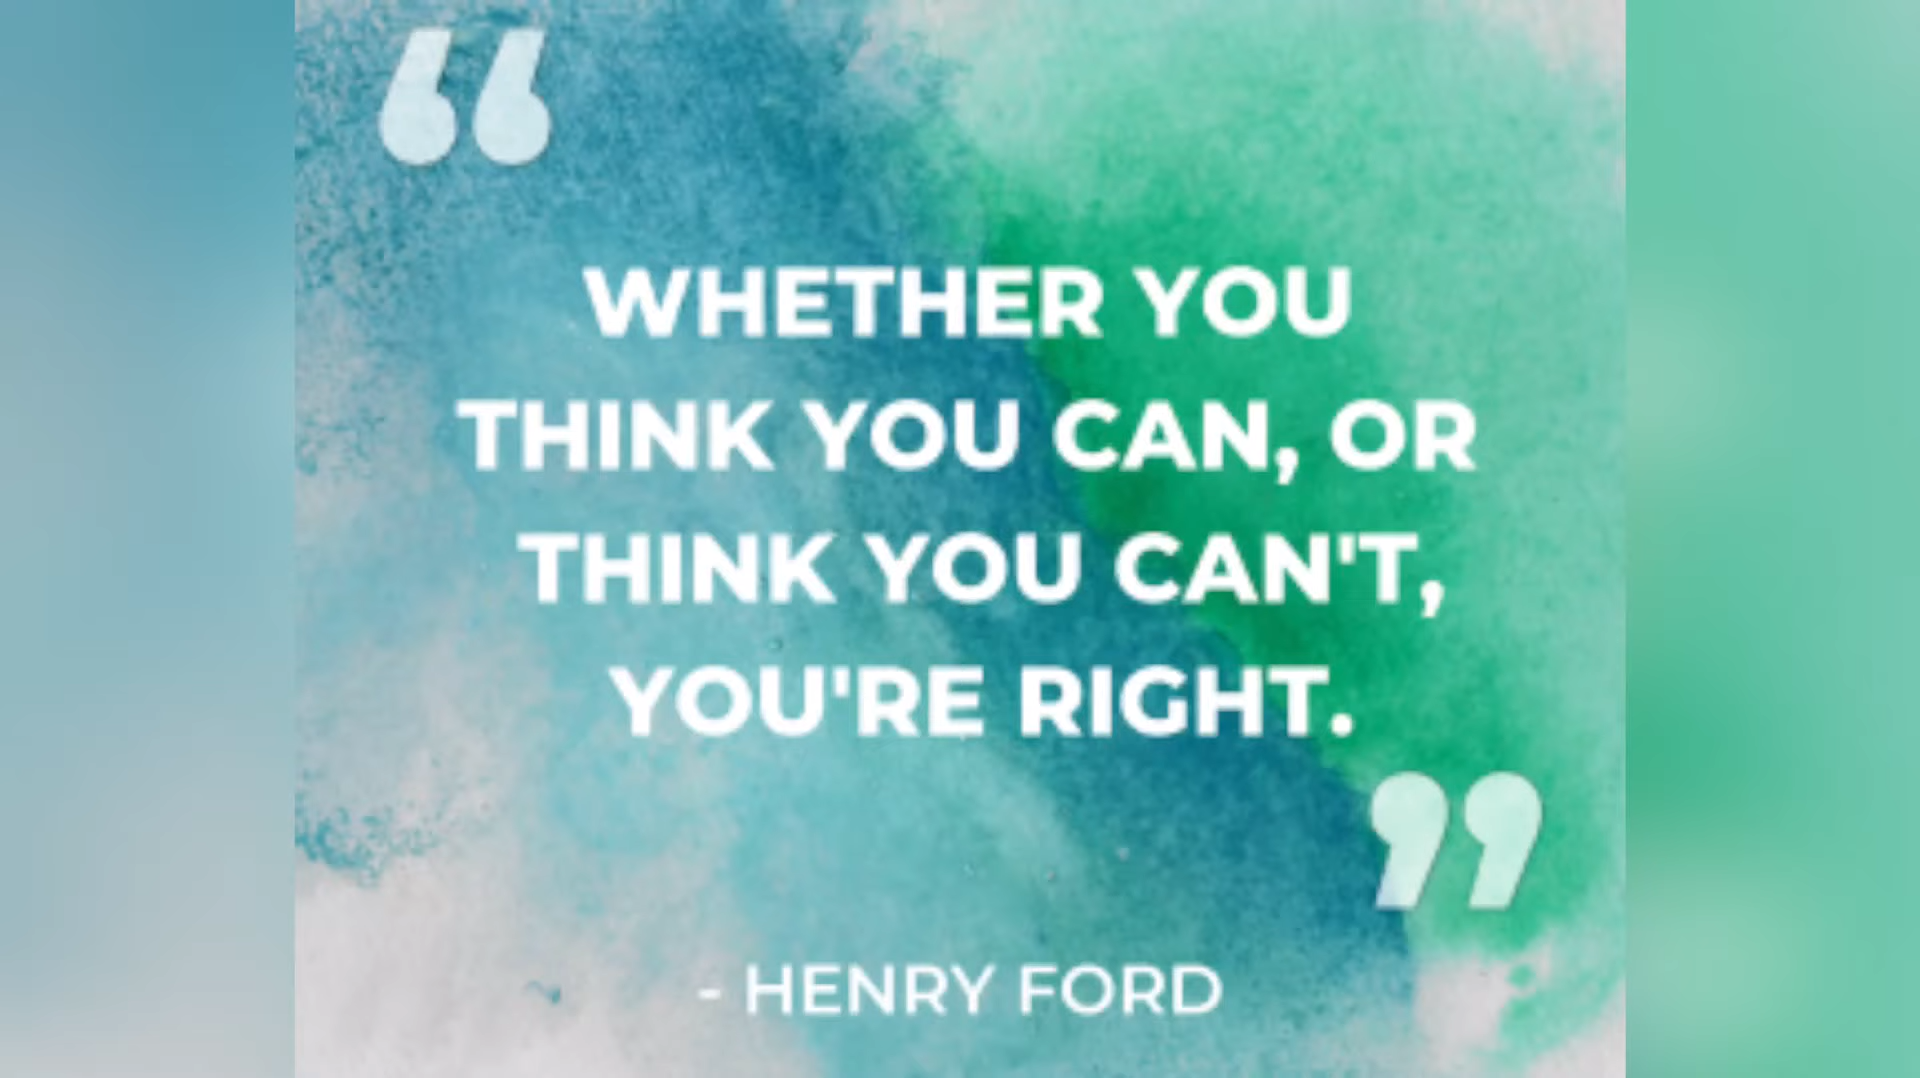 “
WHETHER YOU
THINK YOU CAN, OR
THINK YOU CAN'T,
YOU'RE RIGHT.
”
- HENRY FORD